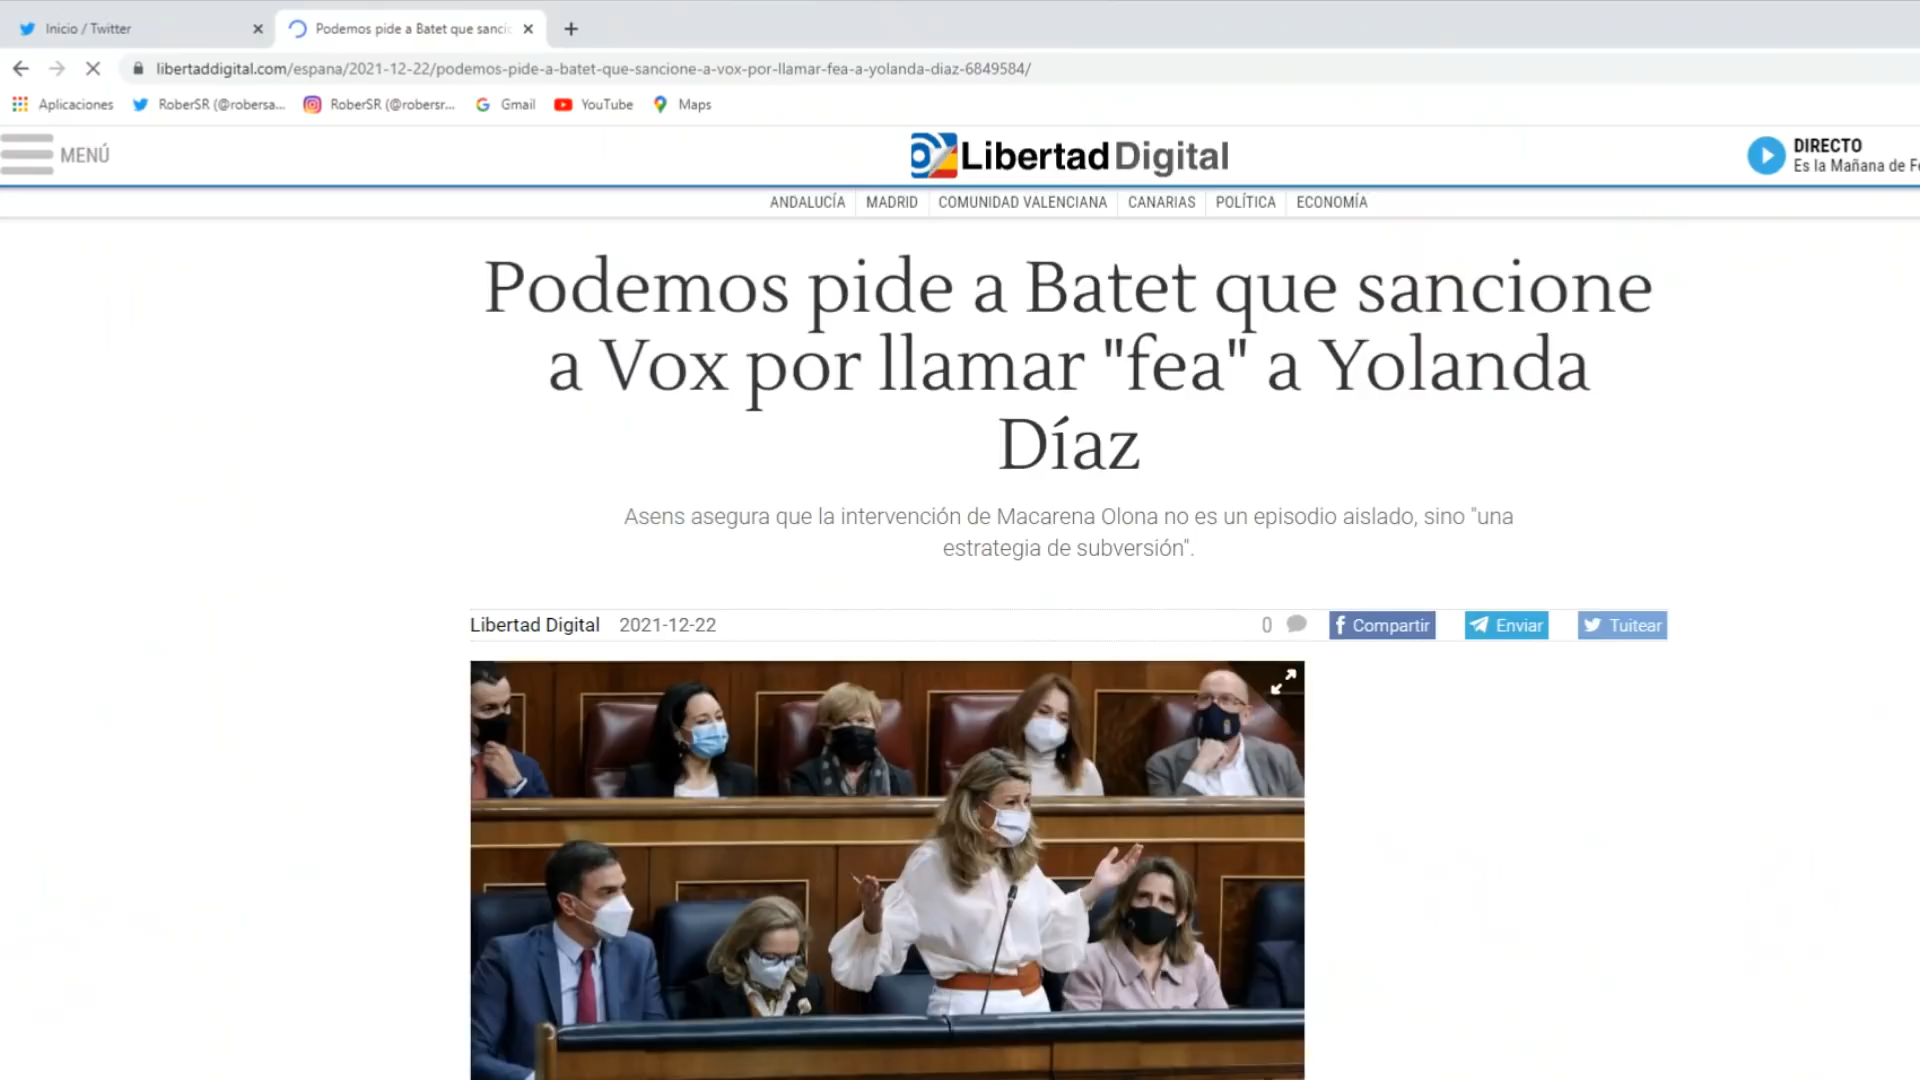 Inicio / Twitter
Podemos pide a Batet que sanci
libertaddigital.com/espana/2021-12-22/podemos-pide-a-batet-que-sancione-a-vox-por-llamar-fea-a-yolanda-diaz-6849584/
Aplicaciones RoberSR (@robersa... RoberSR (@robersr... Gmail YouTube Maps
MENÚ
Libertad Digital
DIRECTO
Es la Mañana de Fe
ANDALUCÍA MADRID COMUNIDAD VALENCIANA CANARIAS POLÍTICA ECONOMÍA
Podemos pide a Batet que sancione
a Vox por llamar "fea" a Yolanda
Díaz
Asens asegura que la intervención de Macarena Olona no es un episodio aislado, sino "una
estrategia de subversión".
Libertad Digital 2021-12-22 0 Compartir Enviar Tuitear